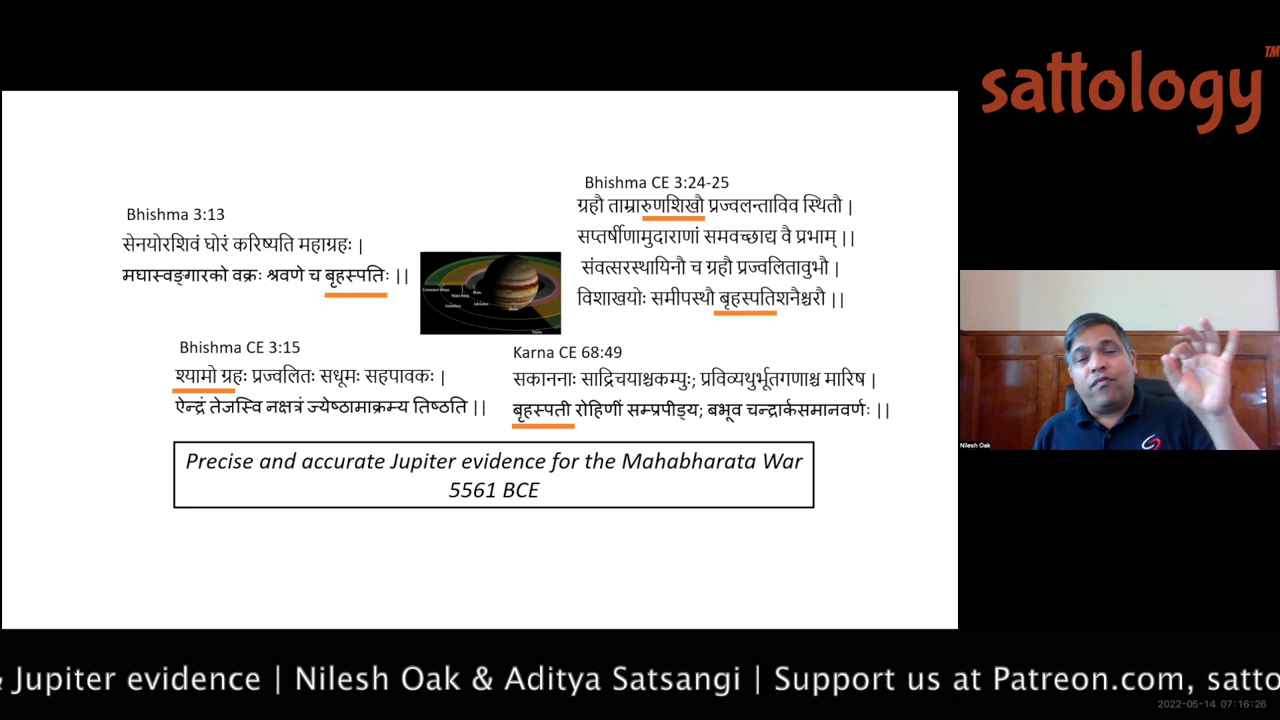 sattology TM
Bhishma 3:13
सेनयोरशिवं घोरं करिष्यति महाग्रहः |
मघास्वङ्गारको वक्रः श्रवणे च बृहस्पतिः ||
Bhishma CE 3:24-25
ग्रहौ ताम्रारुणशिखौ प्रज्वलन्ताविव स्थितौ |
सप्तर्षीणामुदाराणां समवच्छाद्य वै प्रभाम् ||
संवत्सरस्थायिनौ च ग्रहौ प्रज्वलितावुभौ |
विशाखयोः समीपस्थौ बृहस्पतिशनैश्चरौ ||
Bhishma CE 3:15
श्यामो ग्रहः प्रज्वलितः सधूमः सहपावकः |
ऐन्द्रं तेजस्वि नक्षत्रं ज्येष्ठामाक्रम्य तिष्ठति ||
Karna CE 68:49
सकाननाः साद्रिचयाश्चकम्पुः; प्रविव्यथुर्भूतगणाश्च मारिष |
बृहस्पती रोहिणीं सम्प्रपीड्य; बभूव चन्द्रार्कसमानवर्णः ||
Precise and accurate Jupiter evidence for the Mahabharata War
5561 BCE
Nilesh Oak
Jupiter evidence | Nilesh Oak & Aditya Satsangi | Support us at Patreon.com, satto
2022-05-14 07:16:26